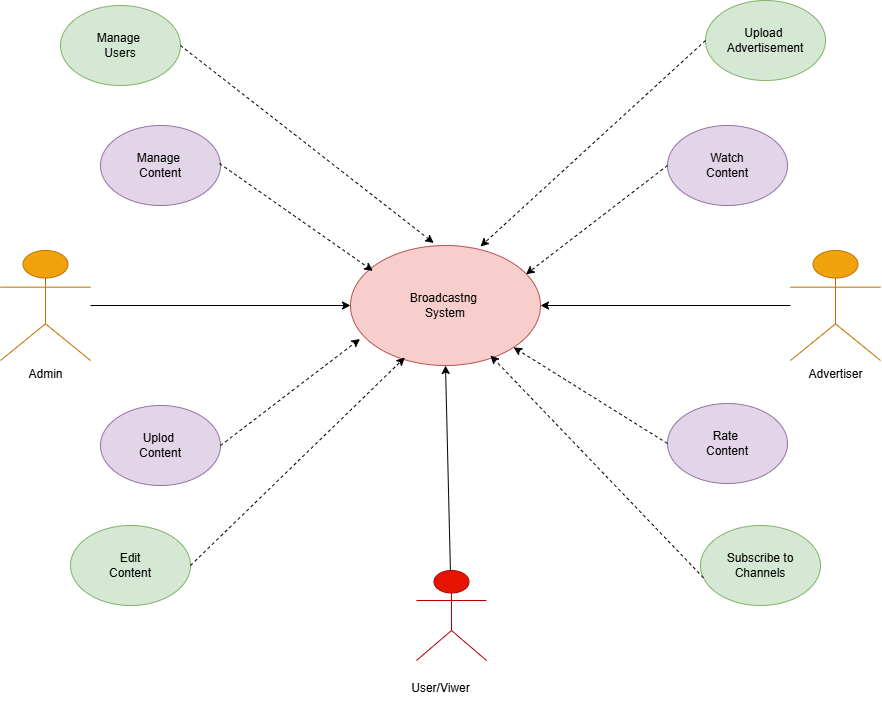 Manage
Users
Upload
Advertisement
Manage
Content
Watch
Content
Broadcastng
System
Admin
Advertiser
Uplod
Content
Rate
Content
Edit
Content
Subscribe to
Channels
User/Viwer